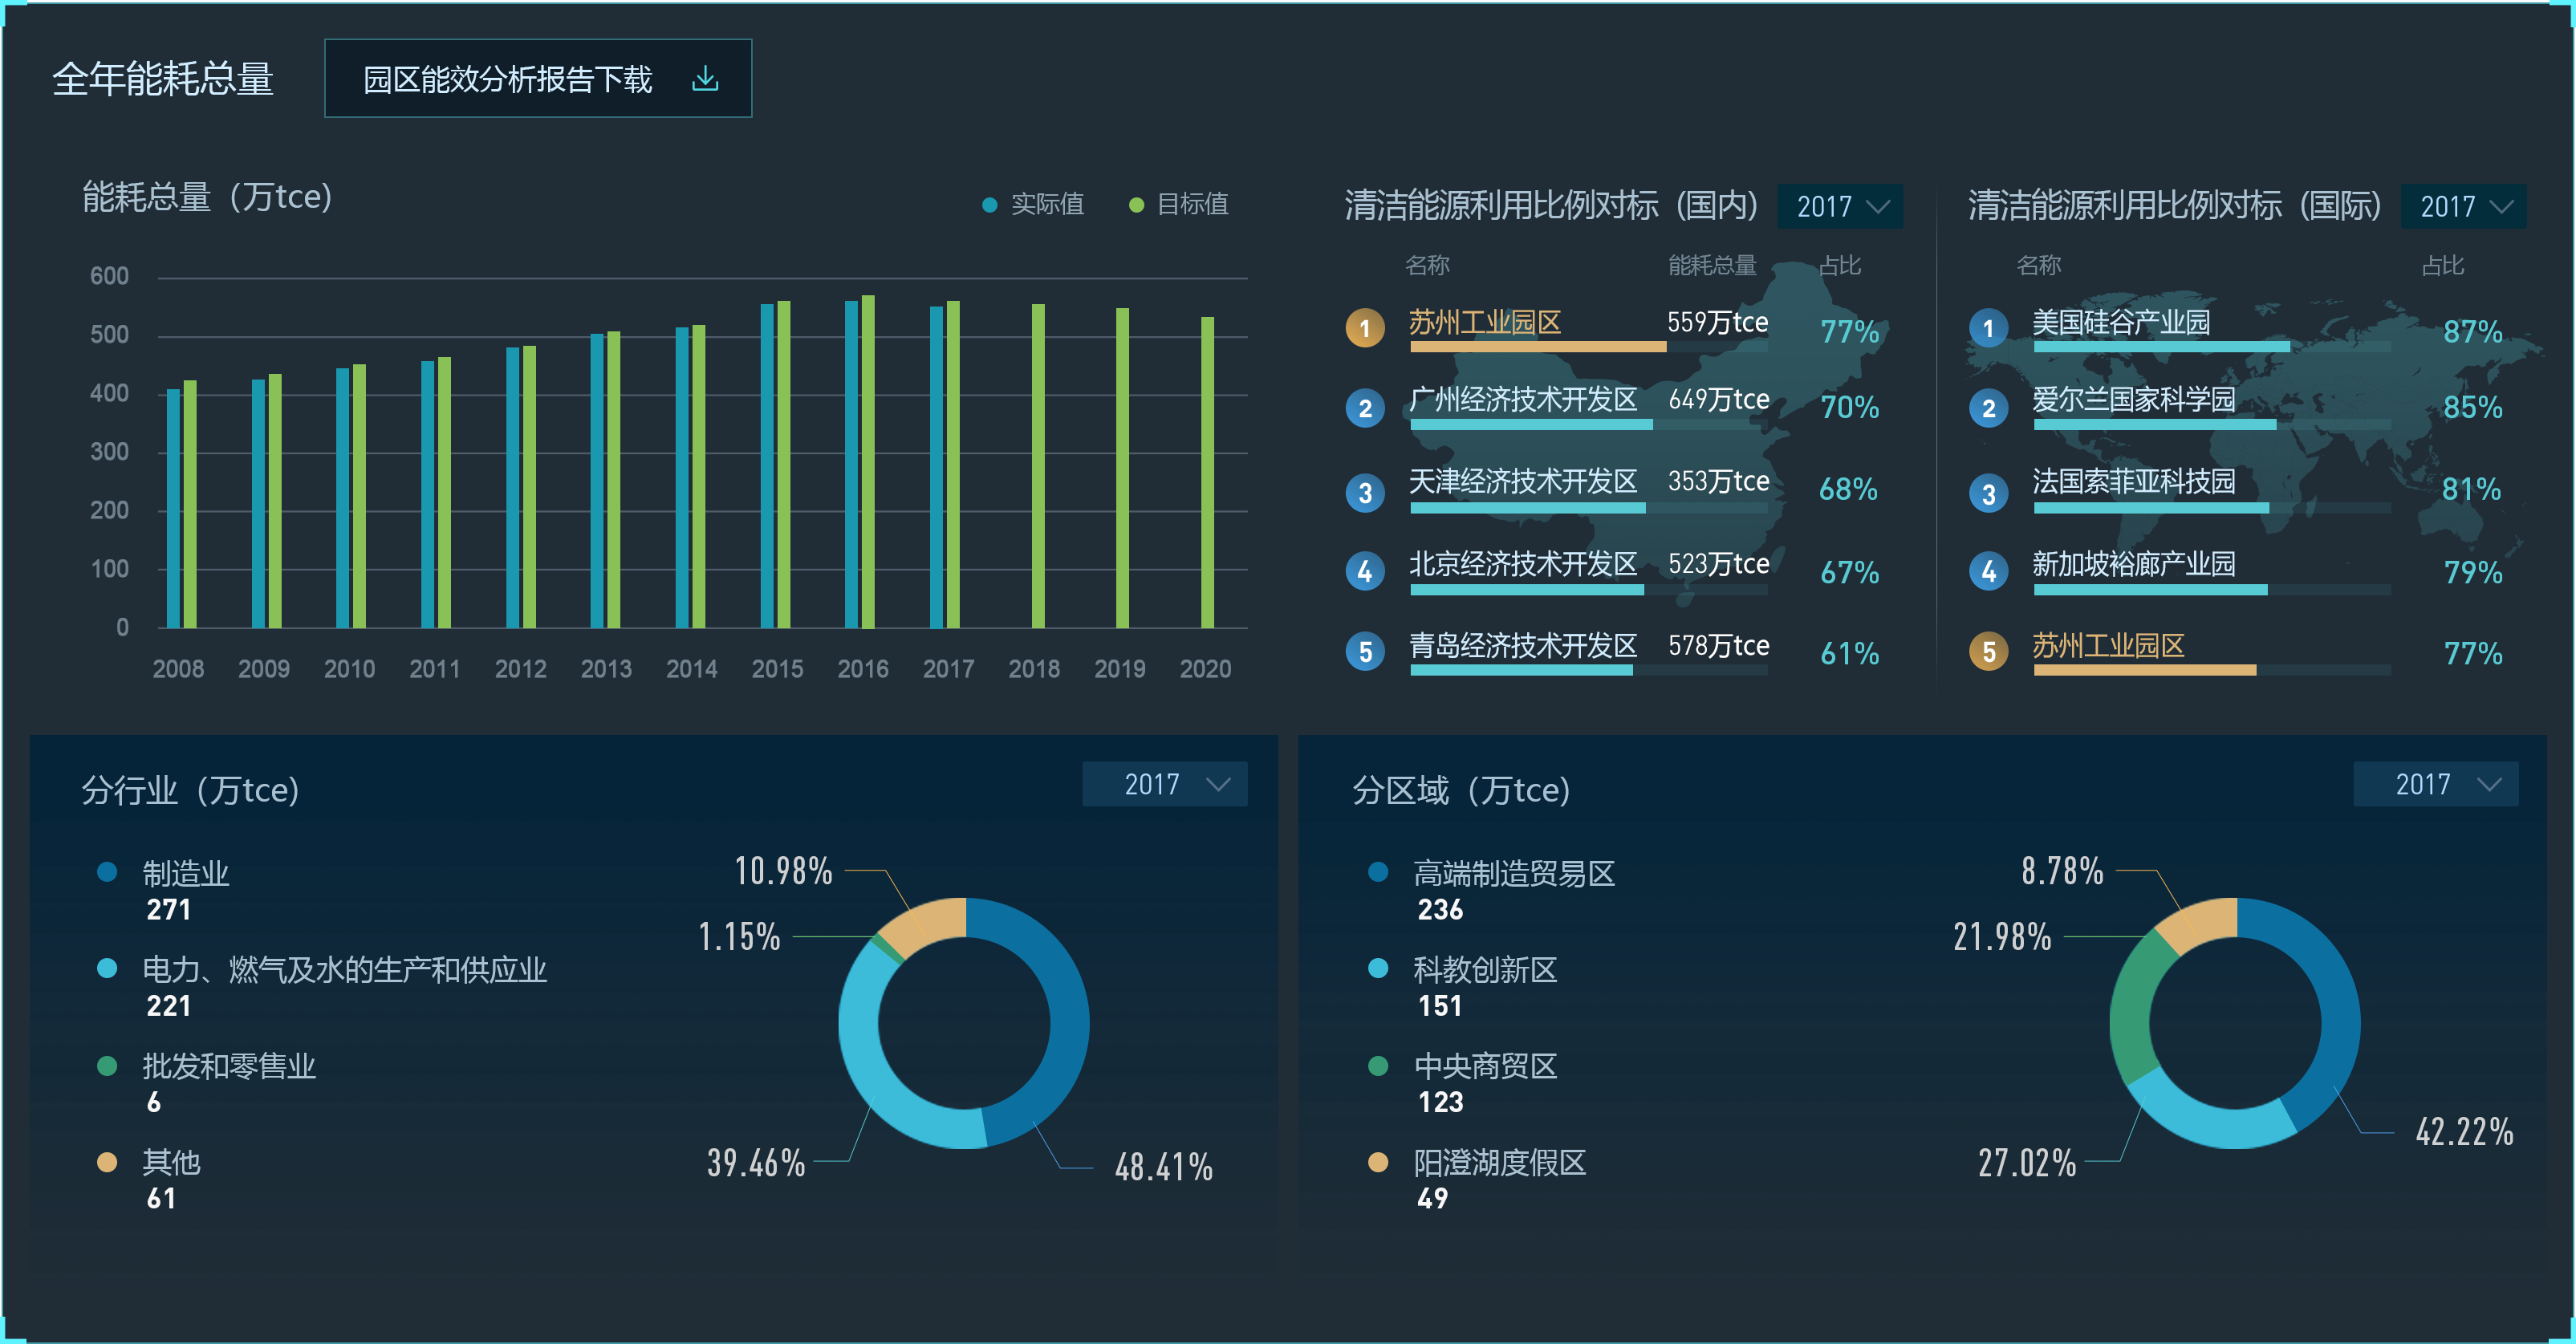 全年能耗总量
园区能效分析报告下载
能耗总量（万tce）
实际值 目标值
600
500
400
300
200
100
0
2008 2009 2010 2011 2012 2013 2014 2015 2016 2017 2018 2019 2020
清洁能源利用比例对标（国内） 2017
名称 能耗总量 占比
1 苏州工业园区 559万tce 77%
2 广州经济技术开发区 649万tce 70%
3 天津经济技术开发区 353万tce 68%
4 北京经济技术开发区 523万tce 67%
5 青岛经济技术开发区 578万tce 61%
清洁能源利用比例对标（国际） 2017
名称 占比
1 美国硅谷产业园 87%
2 爱尔兰国家科学园 85%
3 法国索菲亚科技园 81%
4 新加坡裕廊产业园 79%
5 苏州工业园区 77%
分行业（万tce） 2017
制造业
271
电力、燃气及水的生产和供应业
221
批发和零售业
6
其他
61
10.98%
1.15%
39.46%
48.41%
分区域（万tce） 2017
高端制造贸易区
236
科教创新区
151
中央商贸区
123
阳澄湖度假区
49
8.78%
21.98%
27.02%
42.22%